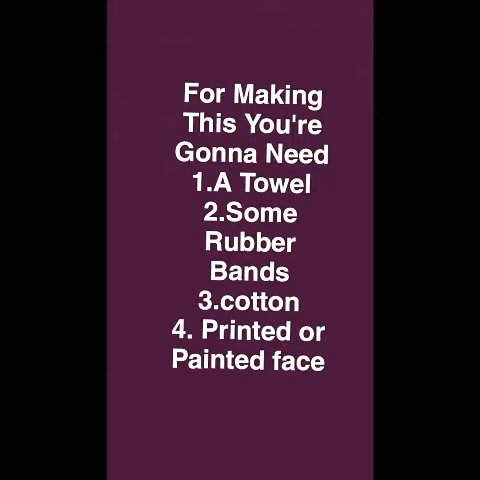 For Making
This You're
Gonna Need
1.A Towel
2.Some
Rubber
Bands
3.cotton
4. Printed or
Painted face